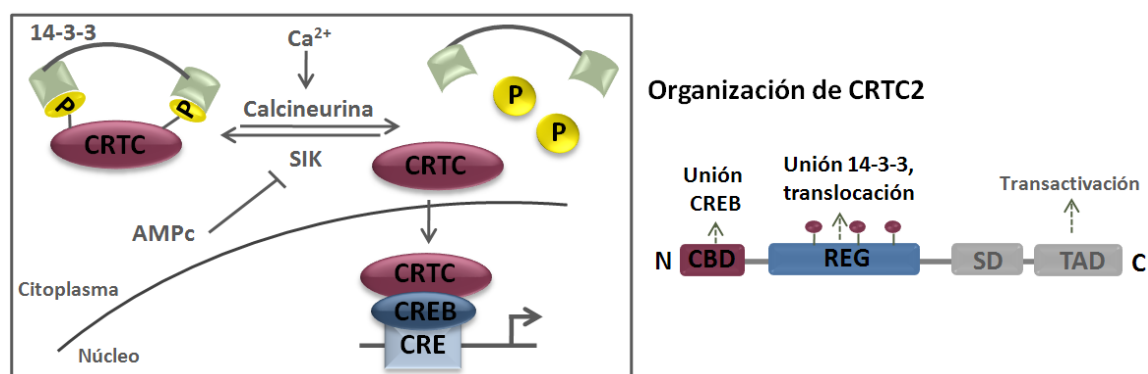 14-3-3
Ca2+
P
P
CRTC
Calcineurina
SIK
P
P
CRTC
AMPc
CRTC
CREB
CRE
Citoplasma
Núcleo
Organización de CRTC2
Unión
CREB
Unión 14-3-3,
translocación
Transactivación
N CBD REG SD TAD C